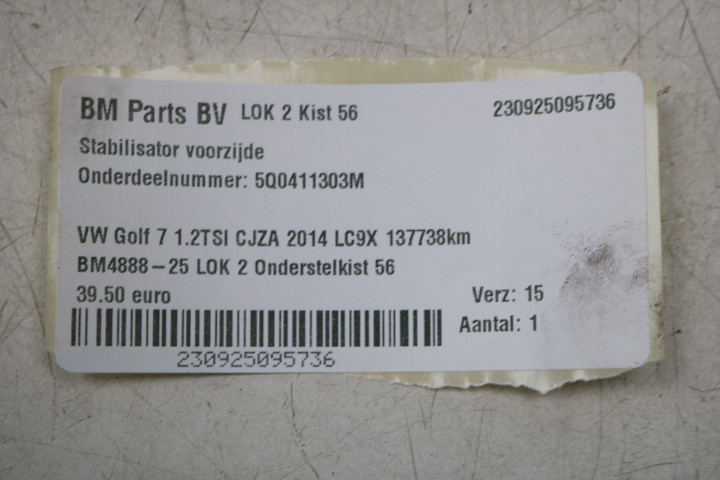 BM Parts BV LOK 2 Kist 56 230925095736
Stabilisator voorzijde
Onderdeelnummer: 5Q0411303M
VW Golf 7 1.2TSI CJZA 2014 LC9X 137738km
BM4888-25 LOK 2 Onderstelkist 56
39.50 euro Verz: 15
Aantal: 1
230925095736